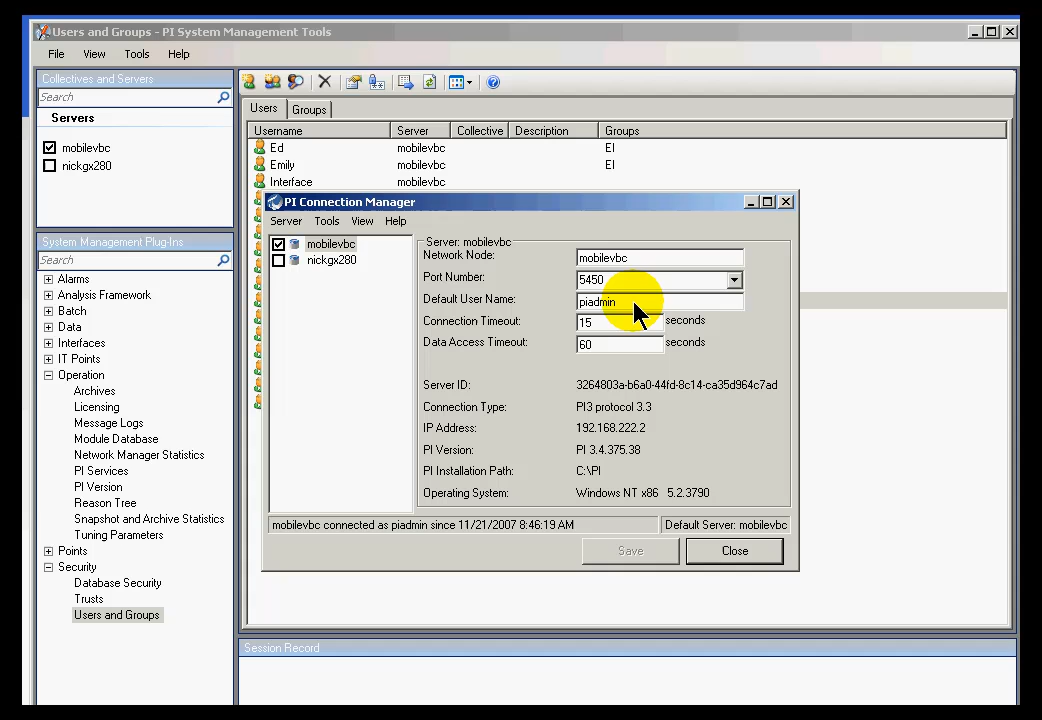 Users and Groups - PI System Management Tools
File View Tools Help
Collectives and Servers
Search
Servers
mobilevbc
nickgx280
System Management Plug-Ins
Search
Alarms
Analysis Framework
Batch
Data
Interfaces
IT Points
Operation
Archives
Licensing
Message Logs
Module Database
Network Manager Statistics
PI Services
PI Version
Reason Tree
Snapshot and Archive Statistics
Tuning Parameters
Points
Security
Database Security
Trusts
Users and Groups
Users Groups
Username Server Collective Description Groups
Ed mobilevbc EI
Emily mobilevbc EI
Interface mobilevbc
PI Connection Manager
Server Tools View Help
mobilevbc
nickgx280
Server: mobilevbc
Network Node: mobilevbc
Port Number: 5450
Default User Name: piadmin
Connection Timeout: 15 seconds
Data Access Timeout: 60 seconds
Server ID: 3264803a-b6a0-44fd-8c14-ca35d964c7ad
Connection Type: PI3 protocol 3.3
IP Address: 192.168.222.2
PI Version: PI 3.4.375.38
PI Installation Path: C:\PI
Operating System: Windows NT x86 5.2.3790
mobilevbc connected as piadmin since 11/21/2007 8:46:19 AM Default Server: mobilevbc
Save Close
Session Record